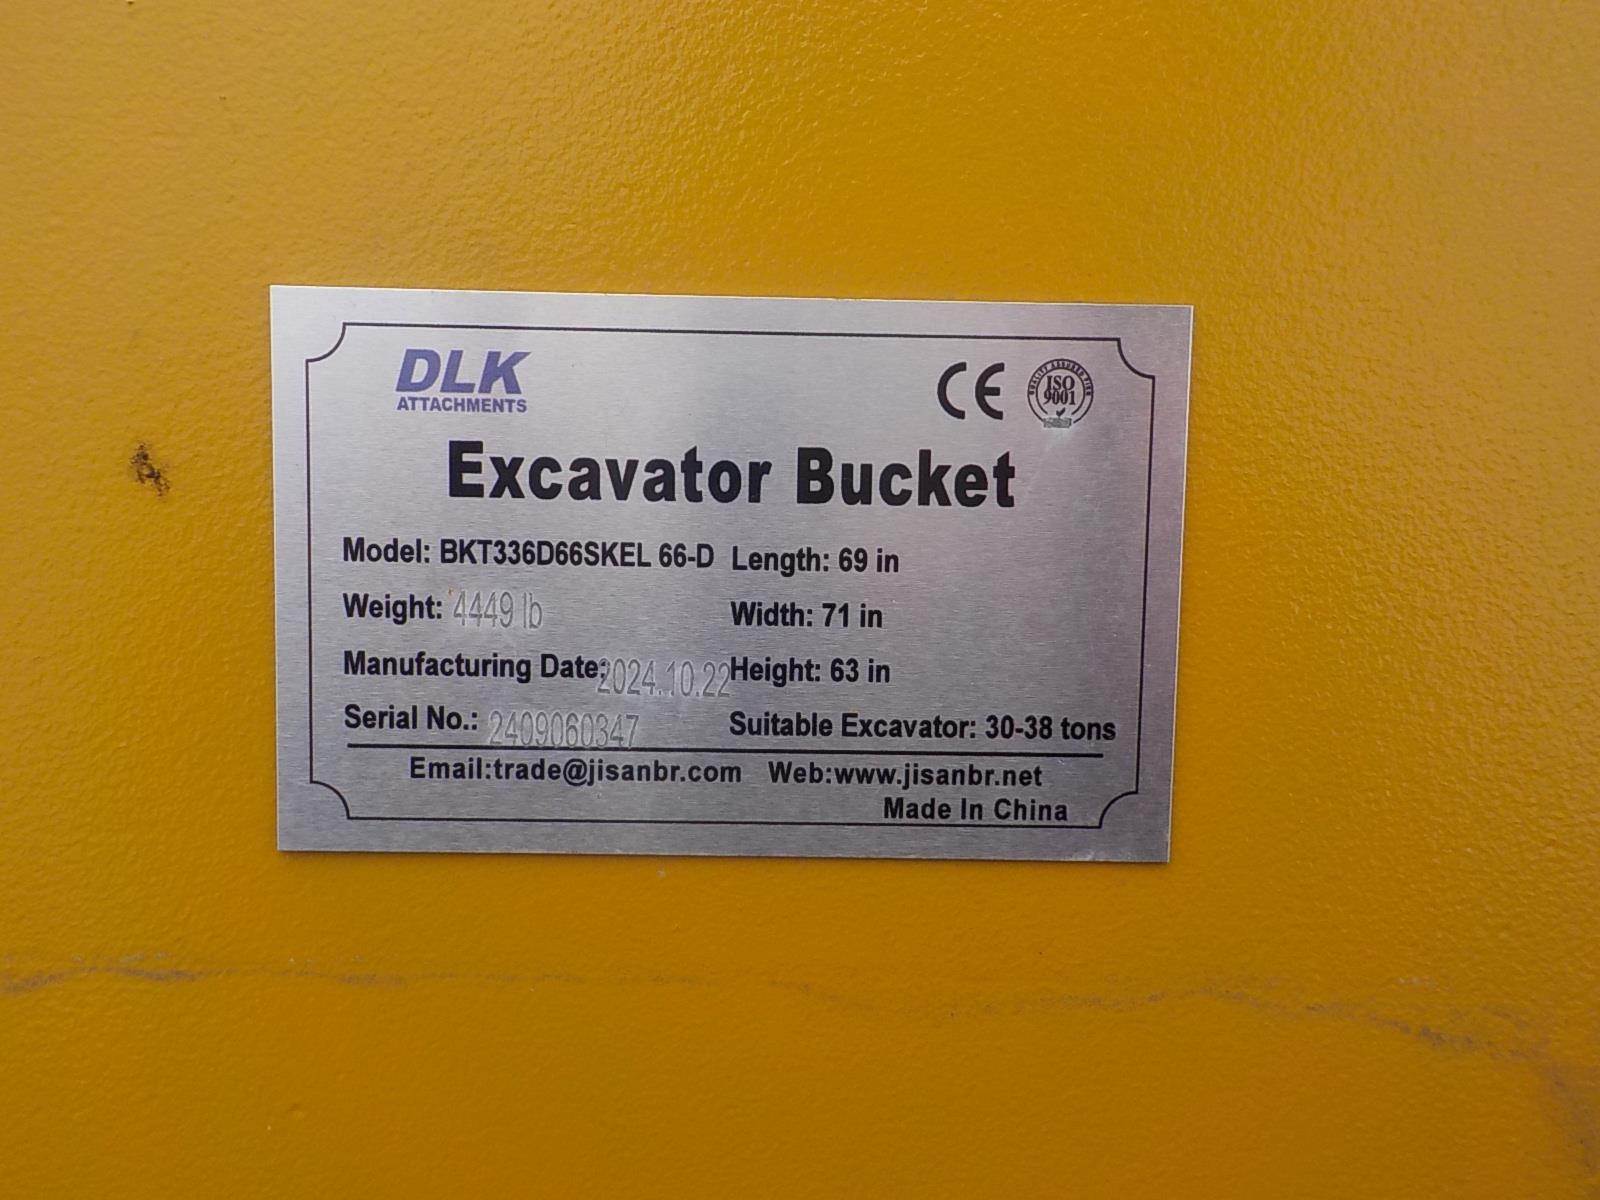 DLK
ATTACHMENTS
CE
ISO
9001
Excavator Bucket
Model: BKT336D66SKEL 66-D Length: 69 in
Weight: 4449 lb Width: 71 in
Manufacturing Date: 2024.10.22 Height: 63 in
Serial No.: 2409060347 Suitable Excavator: 30-38 tons
Email:trade@jisanbr.com Web:www.jisanbr.net
Made In China